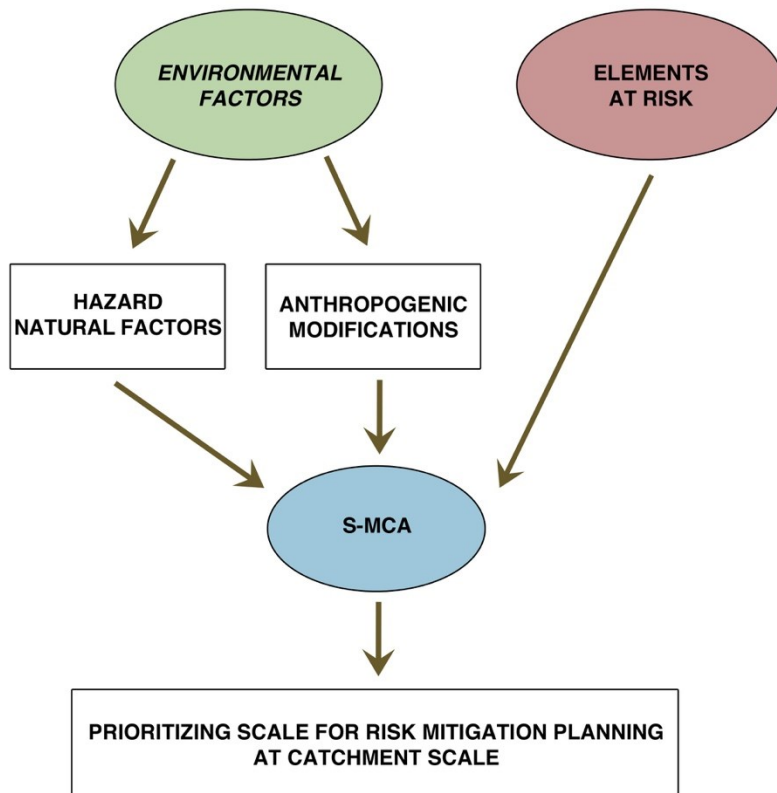 ENVIRONMENTAL
FACTORS
ELEMENTS
AT RISK
HAZARD
NATURAL FACTORS
ANTHROPOGENIC
MODIFICATIONS
S-MCA
PRIORITIZING SCALE FOR RISK MITIGATION PLANNING
AT CATCHMENT SCALE